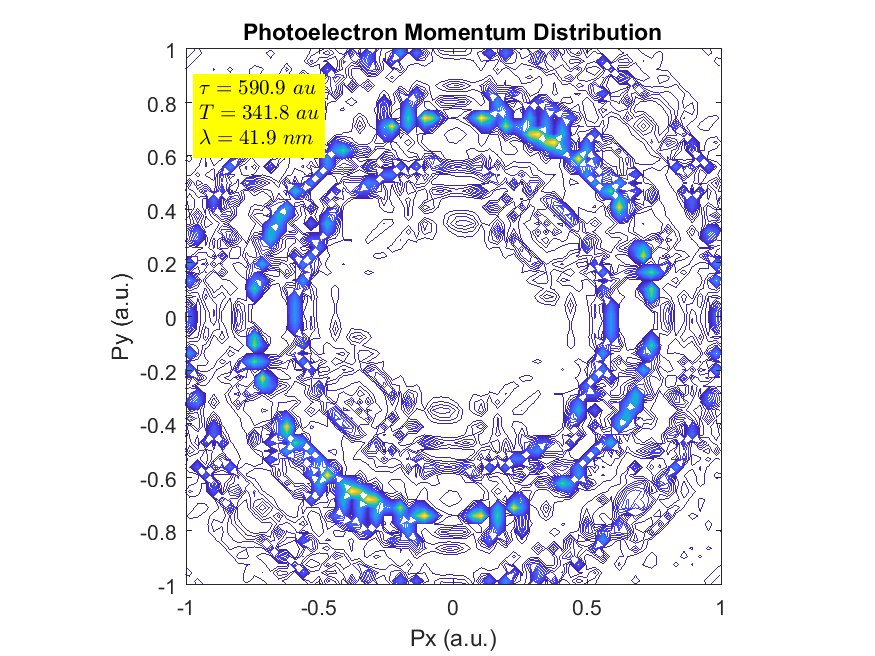 Photoelectron Momentum Distribution
τ = 590.9 au
T = 341.8 au
λ = 41.9 nm
1
0.8
0.6
0.4
0.2
0
-0.2
-0.4
-0.6
-0.8
-1
Py (a.u.)
-1 -0.5 0 0.5 1
Px (a.u.)